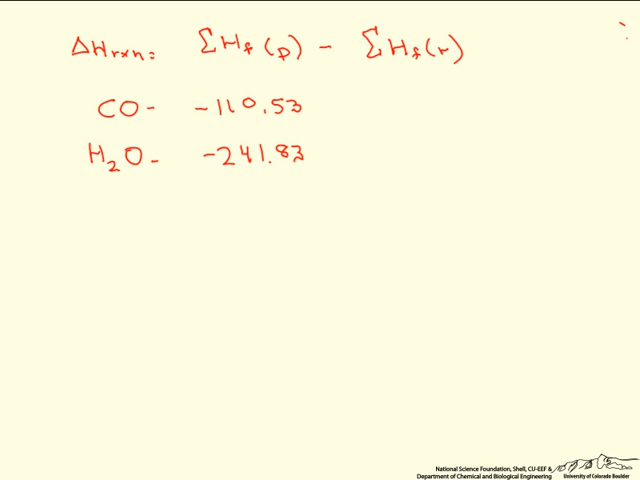 ΔHrxn = ΣHf(p) - ΣHf(r)
CO - -110.53
H2O - -241.83
National Science Foundation, Shell, CU-EEF
Department of Chemical and Biological Engineering
University of Colorado Boulder